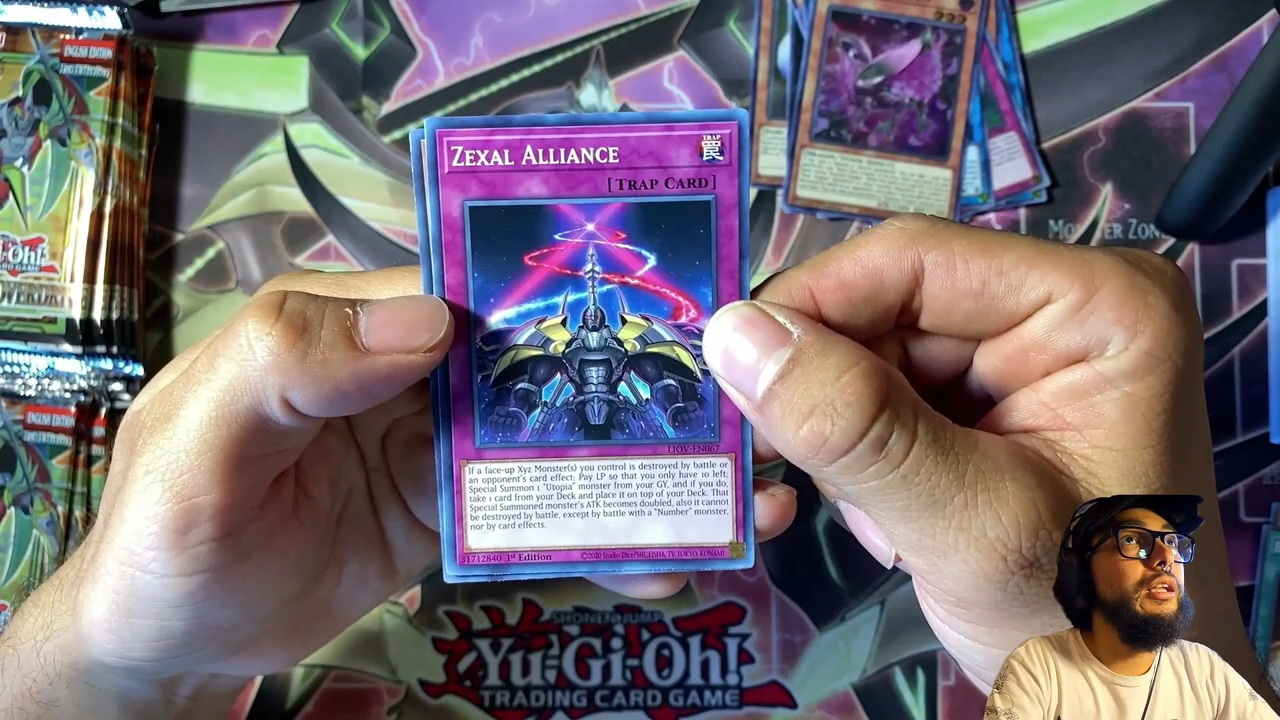 ENGLISH EDITION
Zexal Alliance
TRAP
罠
[Trap Card]
LIOV-EN067
If a face-up Xyz Monster(s) you control is destroyed by battle or
an opponent's card effect: Pay LP so that you only have 10 left;
Special Summon 1 "Utopia" monster from your GY, and if you do,
take 1 card from your Deck and place it on top of your Deck. That
Special Summoned monster's ATK becomes doubled, also it cannot
be destroyed by battle, except by battle with a "Number" monster,
nor by card effects.
31712840 1st Edition
©2020 Studio Dice/SHUEISHA, TV TOKYO, KONAMI
ENGLISH EDITION
SHONEN JUMP
Yu-Gi-Oh!
TRADING CARD GAME